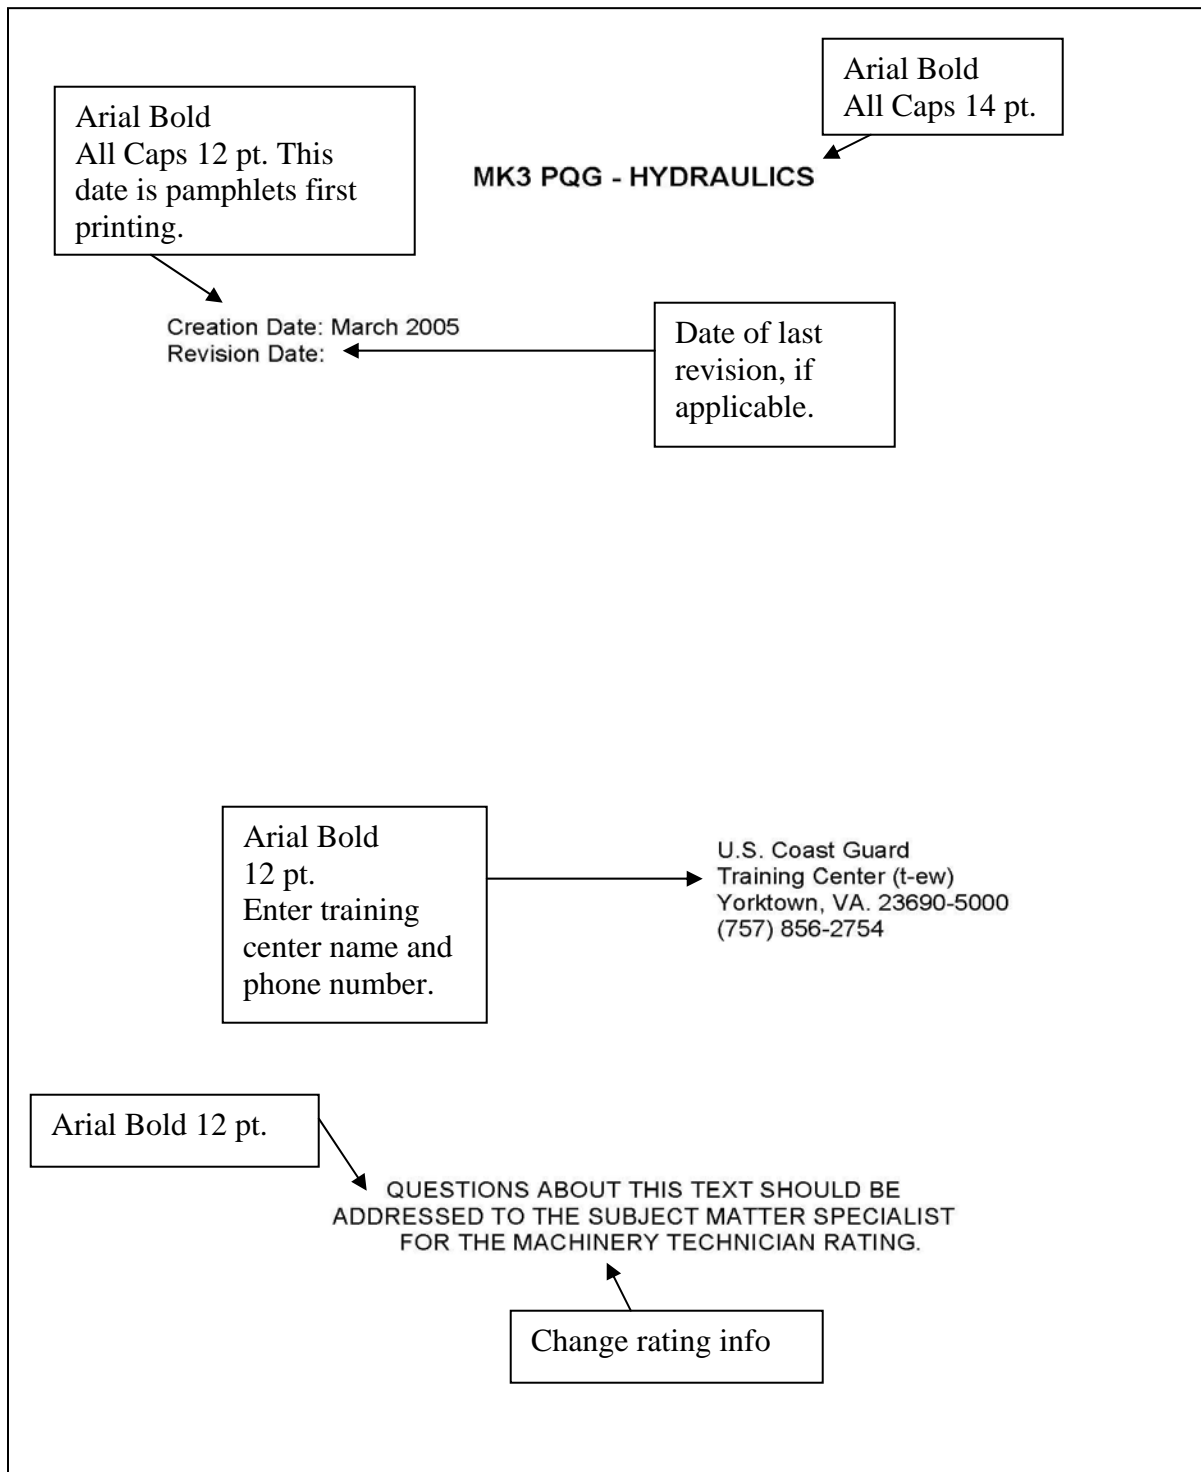 Arial Bold
All Caps 14 pt.
Arial Bold
All Caps 12 pt. This
date is pamphlets first
printing.
MK3 PQG - HYDRAULICS
Creation Date: March 2005
Revision Date:
Date of last
revision, if
applicable.
Arial Bold
12 pt.
Enter training
center name and
phone number.
U.S. Coast Guard
Training Center (t-ew)
Yorktown, VA. 23690-5000
(757) 856-2754
Arial Bold 12 pt.
QUESTIONS ABOUT THIS TEXT SHOULD BE
ADDRESSED TO THE SUBJECT MATTER SPECIALIST
FOR THE MACHINERY TECHNICIAN RATING.
Change rating info